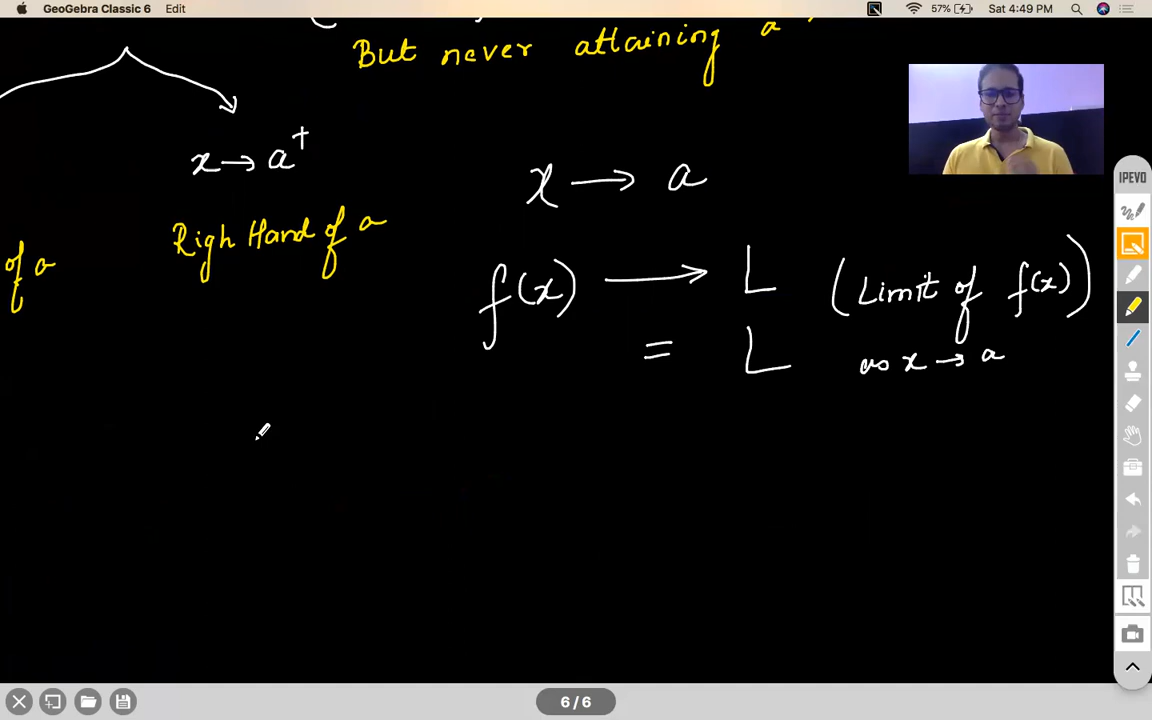 GeoGebra Classic 6 Edit 57% Sat 4:49 PM
But never attaining a
x → a⁺
x → a
IPEVO
Righ Hand of a
of a
f(x) → L (Limit of f(x))
= L as x → a
6 / 6